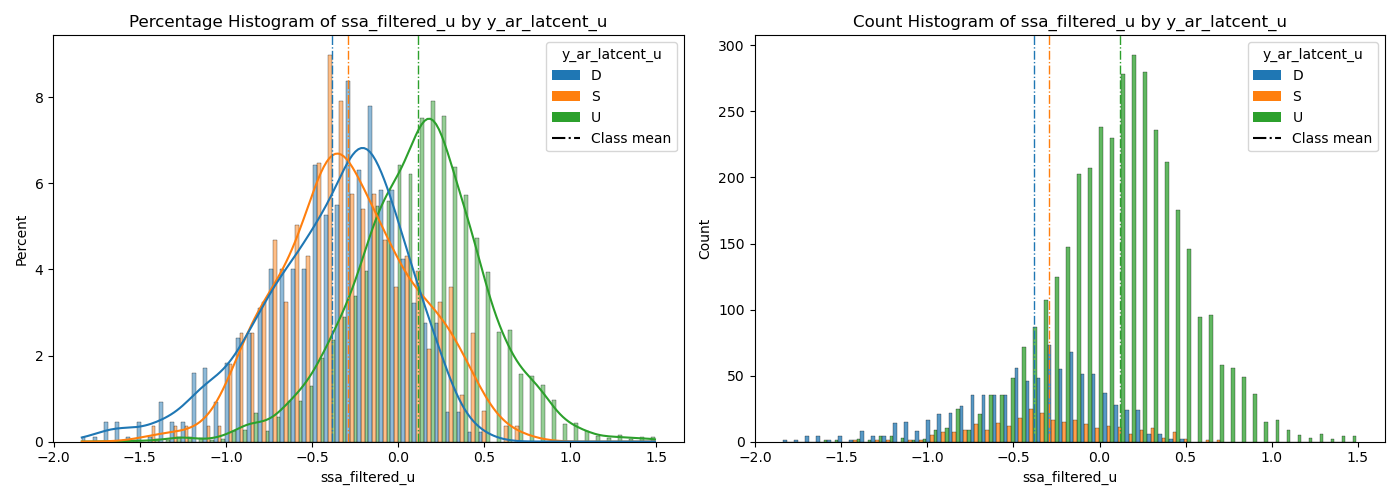 Percentage Histogram of ssa_filtered_u by y_ar_latcent_u
y_ar_latcent_u
D
S
U
Class mean
Percent
8
6
4
2
0
−2.0 −1.5 −1.0 −0.5 0.0 0.5 1.0 1.5
ssa_filtered_u
Count Histogram of ssa_filtered_u by y_ar_latcent_u
y_ar_latcent_u
D
S
U
Class mean
Count
300
250
200
150
100
50
0
−2.0 −1.5 −1.0 −0.5 0.0 0.5 1.0 1.5
ssa_filtered_u